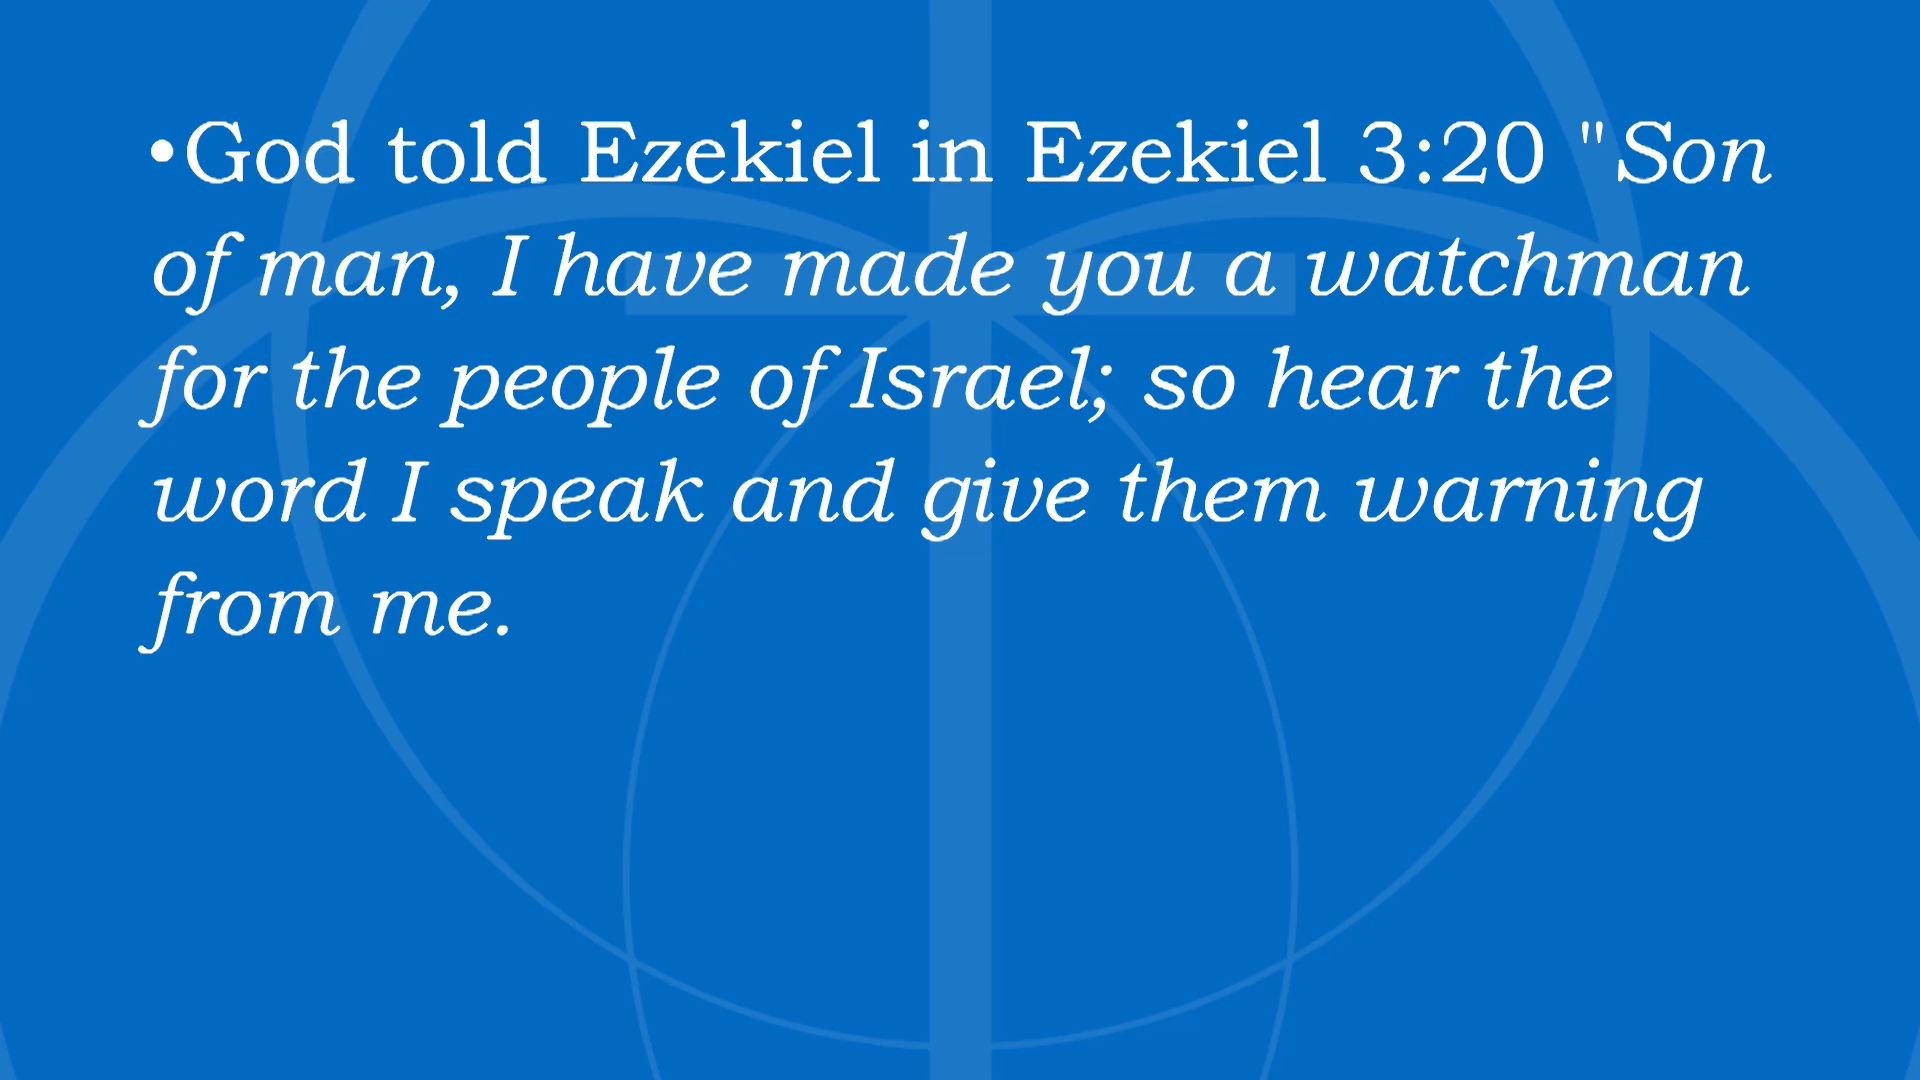 •God told Ezekiel in Ezekiel 3:20 "Son
of man, I have made you a watchman
for the people of Israel; so hear the
word I speak and give them warning
from me.